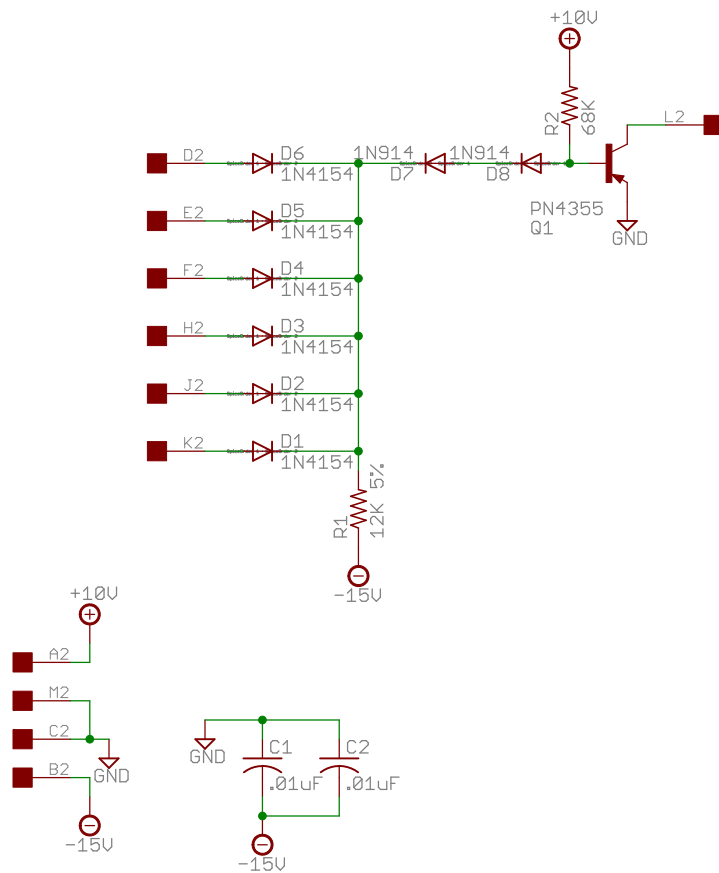 +10V
R2
68K
L2
D2
D6
1N4154
1N914
D7
1N914
D8
E2
D5
1N4154
PN4355
Q1
GND
F2
D4
1N4154
H2
D3
1N4154
J2
D2
1N4154
K2
D1
1N4154
R1
12K
5%
-15V
+10V
A2
M2
C2
GND
B2
-15V
GND
C1
.01uF
C2
.01uF
-15V